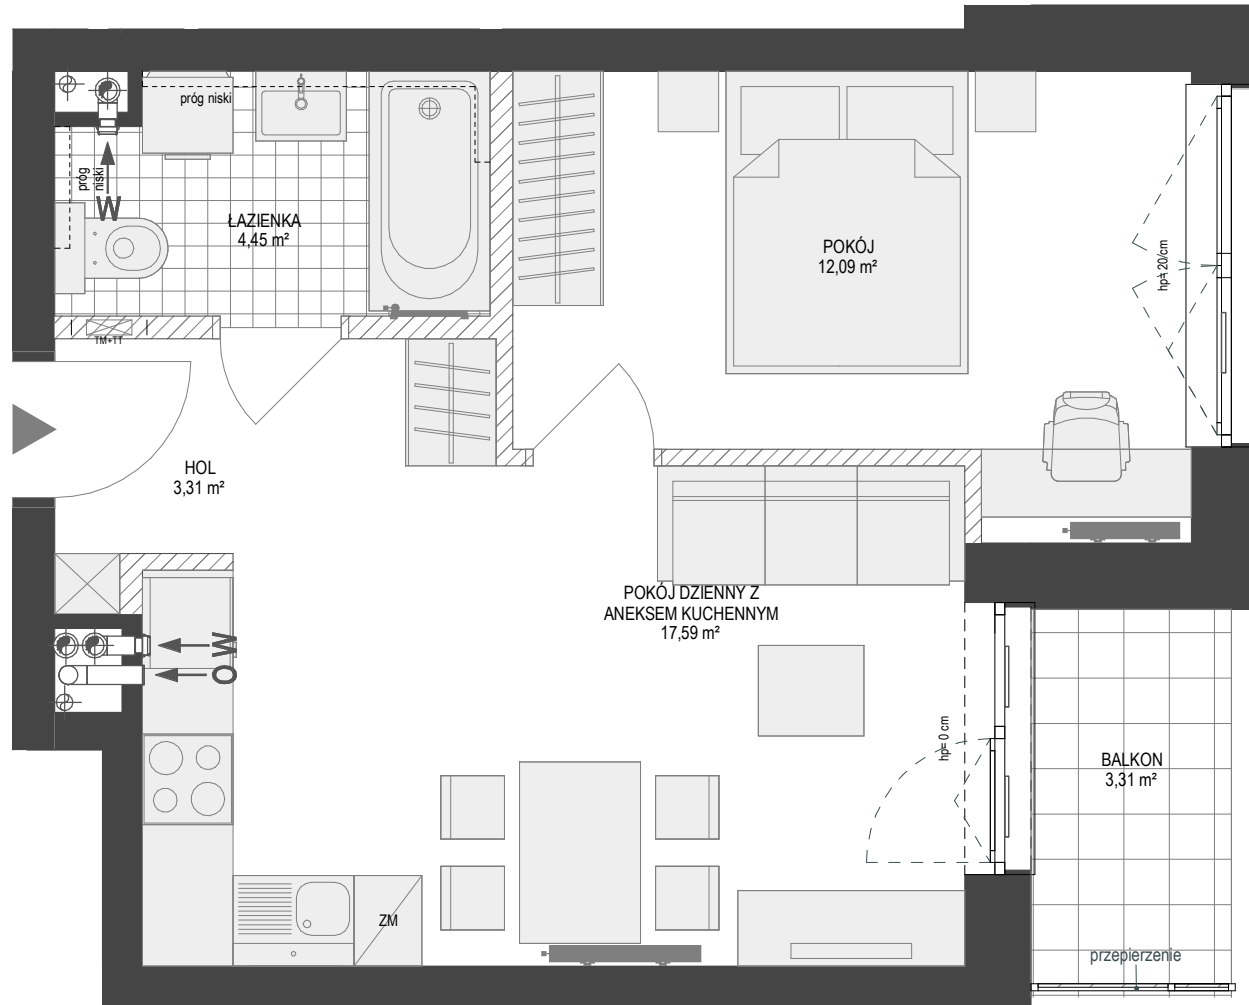 próg niski
próg
niski
W
ŁAZIENKA
4,45 m²
TM+TT
POKÓJ
12,09 m²
hp= 20/cm
HOL
3,31 m²
POKÓJ DZIENNY Z
ANEKSEM KUCHENNYM
17,59 m²
W
O
hp= 0 cm
BALKON
3,31 m²
ZM
przepierzenie